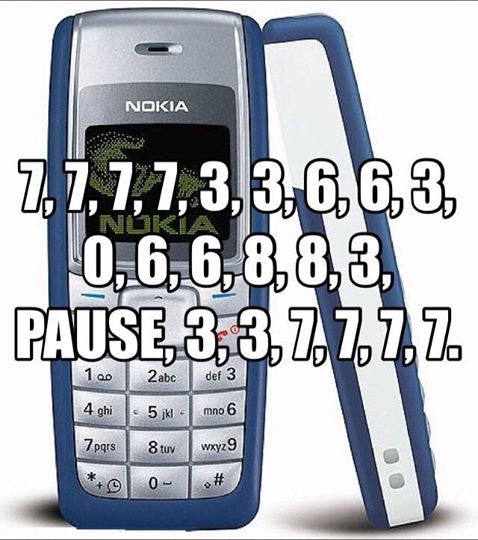 NOKIA
7, 7, 7, 7, 3, 3, 6, 6, 3,
NOKIA
0, 6, 6, 8, 8, 3,
PAUSE, 3, 3, 7, 7, 7, 7.
1 2abc def 3
4 ghi 5 jkl mno 6
7pqrs 8 tuv wxyz9
*+ 0 #